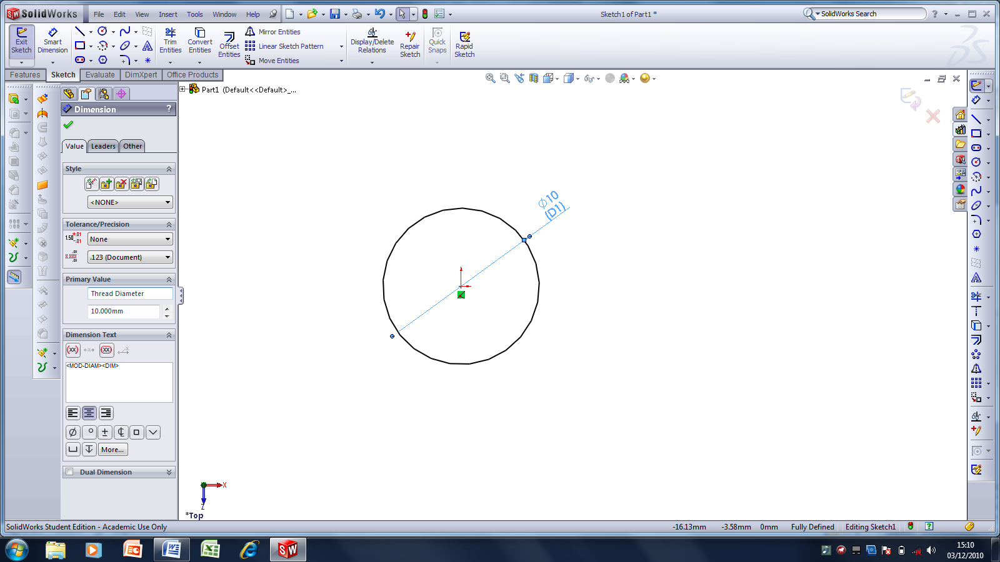 SolidWorks File Edit View Insert Tools Window Help Sketch1 of Part1 * SolidWorks Search ?
Exit Sketch
Smart Dimension
Trim Entities
Convert Entities
Offset Entities
Mirror Entities
Linear Sketch Pattern
Move Entities
Display/Delete Relations
Repair Sketch
Quick Snaps
Rapid Sketch
Features Sketch Evaluate DimXpert Office Products
Part1 (Default<<Default>_...
Dimension ?
Value Leaders Other
Style
<NONE>
Tolerance/Precision
None
.123 (Document)
Primary Value
Thread Diameter
10.000mm
Dimension Text
(xx) (xx)
<MOD-DIAM><DIM>
More...
Dual Dimension
Ø10
(D1)
X
Z
*Top
SolidWorks Student Edition - Academic Use Only -16.13mm -3.58mm 0mm Fully Defined Editing Sketch1
15:10
03/12/2010